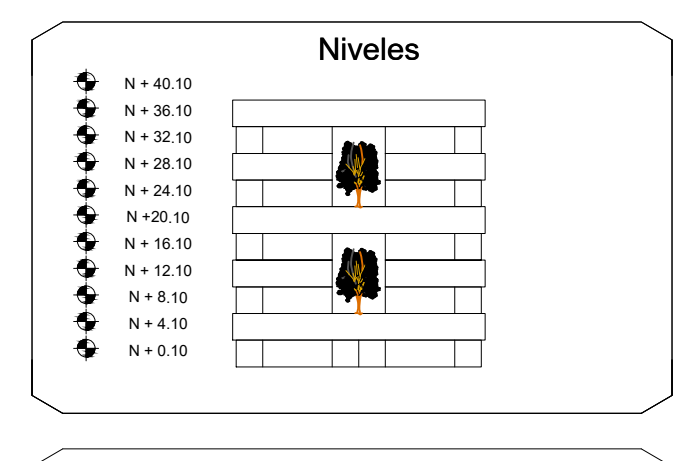 Niveles
N + 40.10
N + 36.10
N + 32.10
N + 28.10
N + 24.10
N +20.10
N + 16.10
N + 12.10
N + 8.10
N + 4.10
N + 0.10